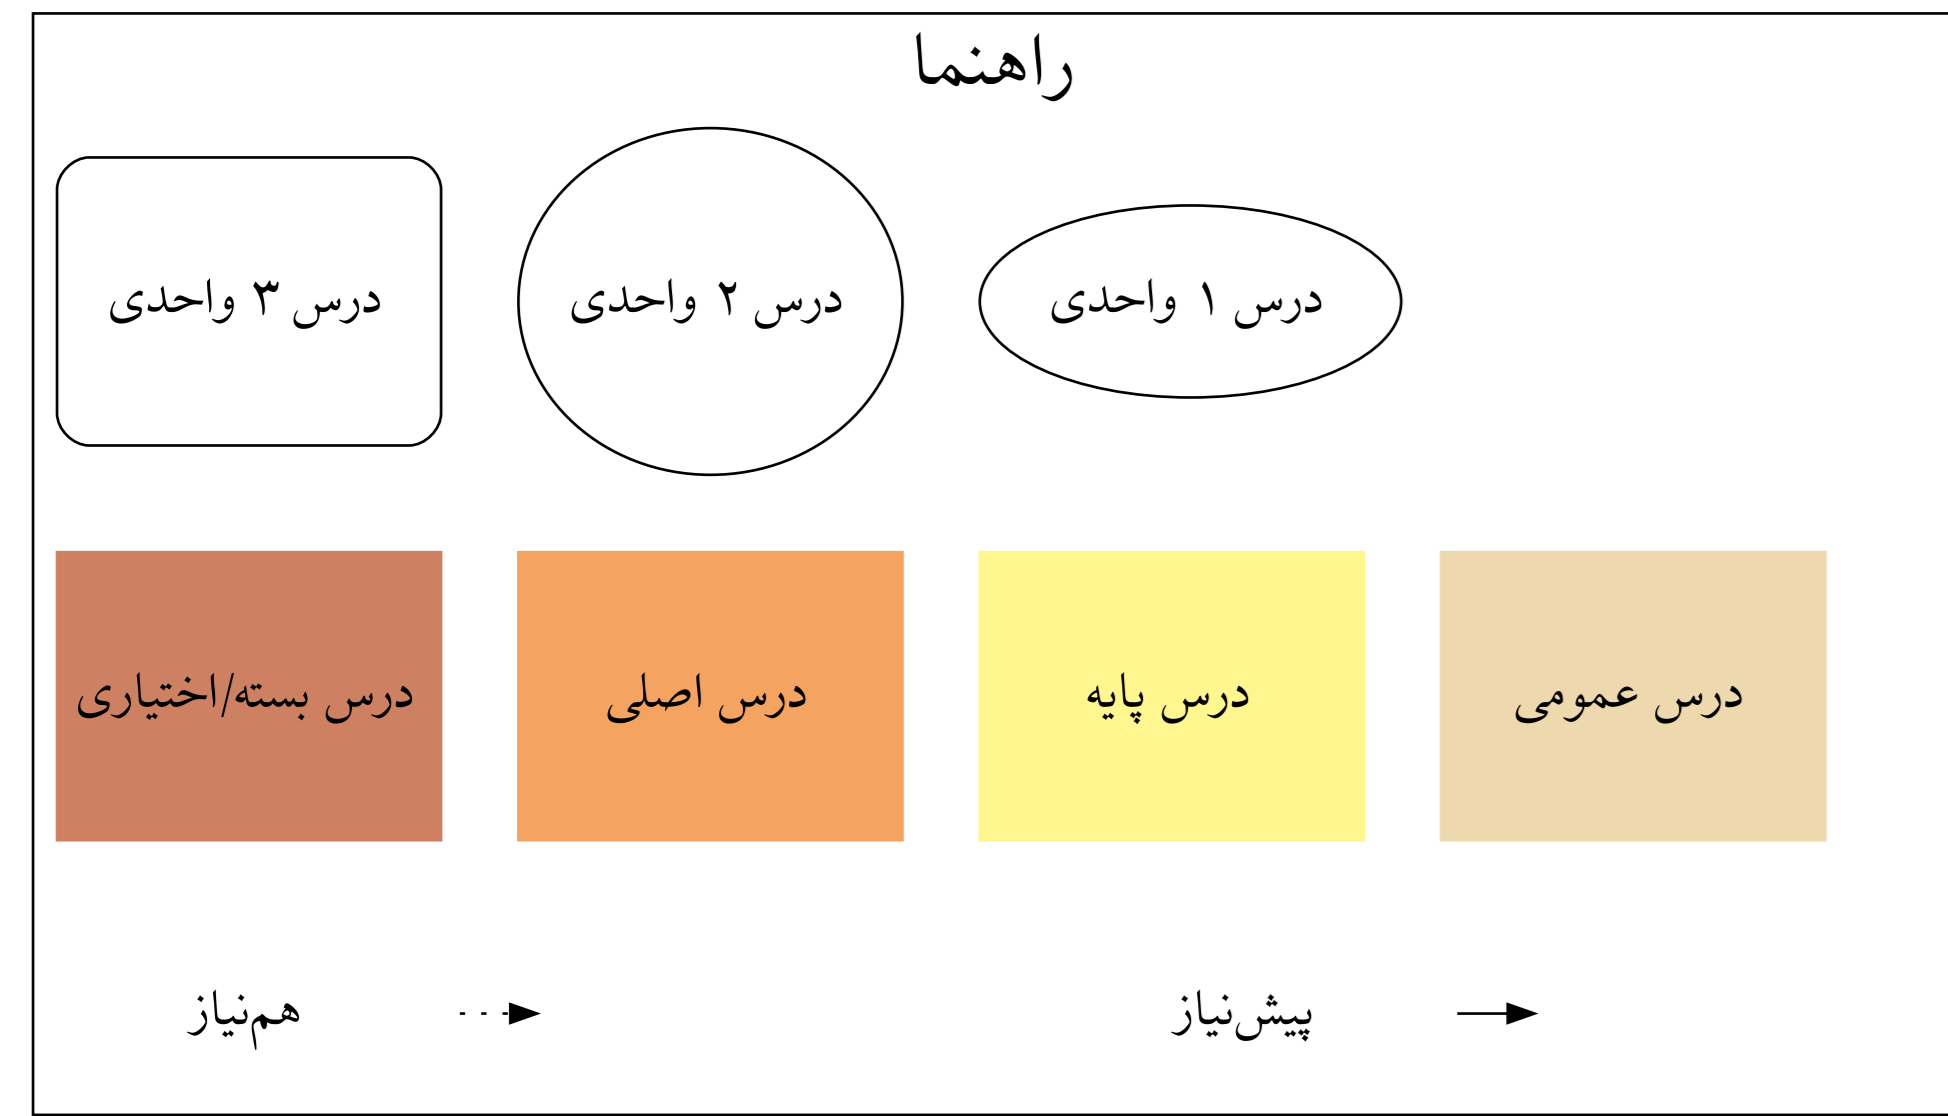 راهنما
درس ۱ واحدی
درس ۲ واحدی
درس ۳ واحدی
درس عمومی
درس پایه
درس اصلی
درس بسته/اختیاری
پیش‌نیاز
هم‌نیاز